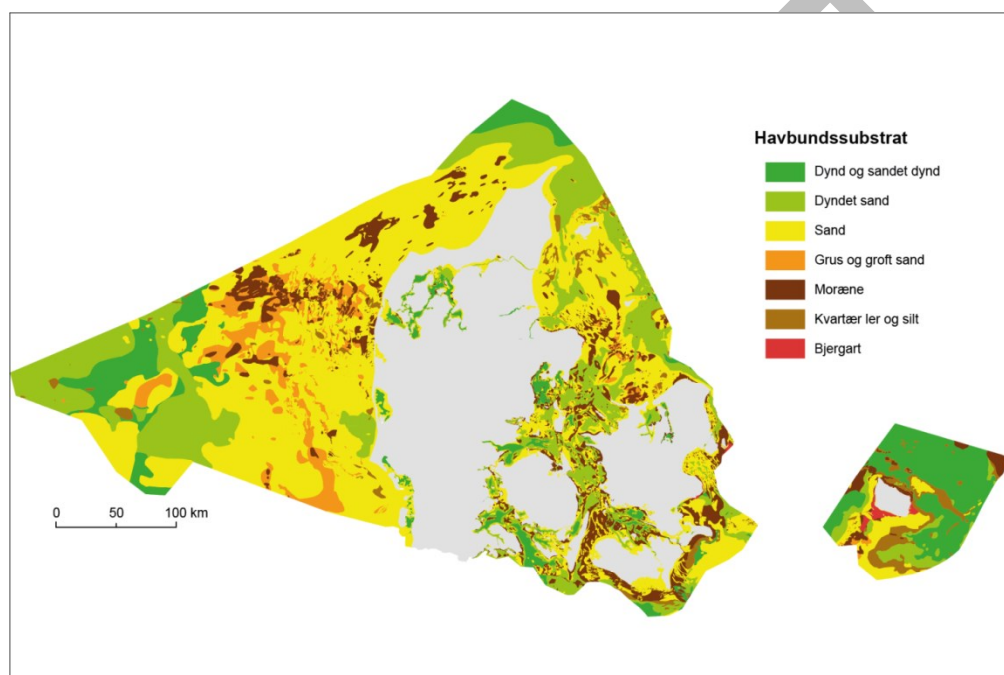 Havbundssubstrat
Dynd og sandet dynd
Dyndet sand
Sand
Grus og groft sand
Moræne
Kvartær ler og silt
Bjergart
0 50 100 km